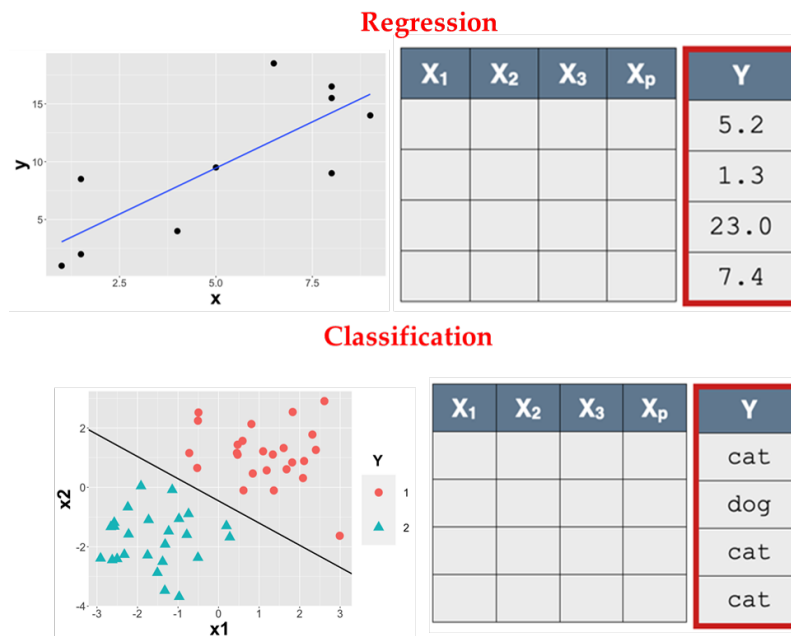 Regression
15
10
5
y
2.5 5.0 7.5
x
X1 X2 X3 Xp Y
5.2
1.3
23.0
7.4
Classification
2
0
-2
-4
x2
-3 -2 -1 0 1 2 3
x1
Y
1
2
X1 X2 X3 Xp Y
cat
dog
cat
cat